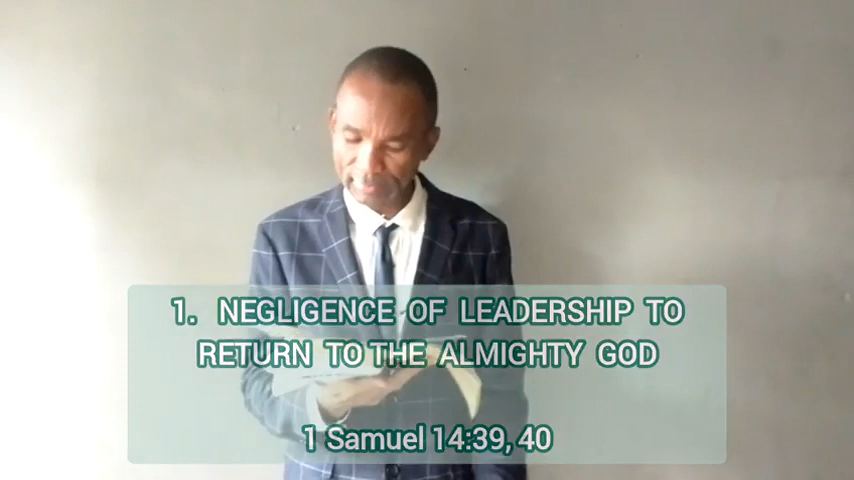 1. NEGLIGENCE OF LEADERSHIP TO
RETURN TO THE ALMIGHTY GOD
1 Samuel 14:39, 40